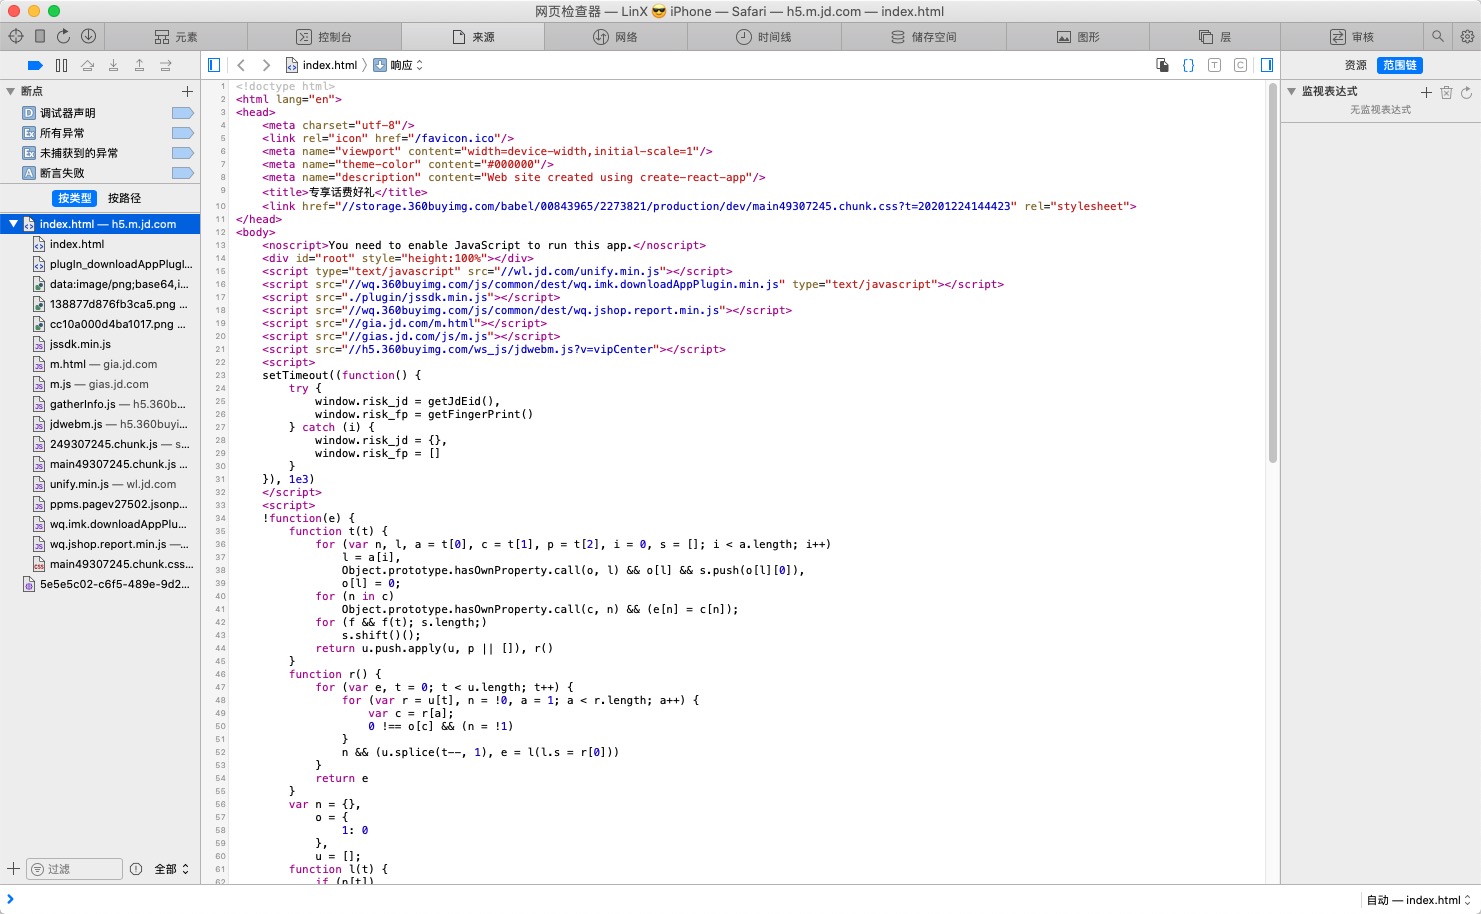 网页检查器 — LinX 😎 iPhone — Safari — h5.m.jd.com — index.html
元素
控制台
来源
网络
时间线
储存空间
图形
层
审核
index.html 〉 响应
{} T C
资源
范围链
断点
D 调试器声明
Ex 所有异常
Ex 未捕获到的异常
A 断言失败
按类型 按路径
index.html — h5.m.jd.com
index.html
plugIn_downloadAppPlugI...
data:image/png;base64,i...
138877d876fb3ca5.png ...
cc10a000d4ba1017.png ...
jssdk.min.js
m.html — gia.jd.com
m.js — gias.jd.com
gatherInfo.js — h5.360b...
jdwebm.js — h5.360buyi...
249307245.chunk.js — s...
main49307245.chunk.js ...
unify.min.js — wl.jd.com
ppms.pagev27502.jsonp...
wq.imk.downloadAppPlu...
wq.jshop.report.min.js —...
main49307245.chunk.css...
5e5e5c02-c6f5-489e-9d2...
过滤
全部
1 <!doctype html>
2 <html lang="en">
3 <head>
4 <meta charset="utf-8"/>
5 <link rel="icon" href="/favicon.ico"/>
6 <meta name="viewport" content="width=device-width,initial-scale=1"/>
7 <meta name="theme-color" content="#000000"/>
8 <meta name="description" content="Web site created using create-react-app"/>
9 <title>专享话费好礼</title>
10 <link href="//storage.360buyimg.com/babel/00843965/2273821/production/dev/main49307245.chunk.css?t=20201224144423" rel="stylesheet">
11 </head>
12 <body>
13 <noscript>You need to enable JavaScript to run this app.</noscript>
14 <div id="root" style="height:100%"></div>
15 <script type="text/javascript" src="//wl.jd.com/unify.min.js"></script>
16 <script src="//wq.360buyimg.com/js/common/dest/wq.imk.downloadAppPlugin.min.js" type="text/javascript"></script>
17 <script src="./plugin/jssdk.min.js"></script>
18 <script src="//wq.360buyimg.com/js/common/dest/wq.jshop.report.min.js"></script>
19 <script src="//gia.jd.com/m.html"></script>
20 <script src="//gias.jd.com/js/m.js"></script>
21 <script src="//h5.360buyimg.com/ws_js/jdwebm.js?v=vipCenter"></script>
22 <script>
23 setTimeout((function() {
24 try {
25 window.risk_jd = getJdEid(),
26 window.risk_fp = getFingerPrint()
27 } catch (i) {
28 window.risk_jd = {},
29 window.risk_fp = []
30 }
31 }), 1e3)
32 </script>
33 <script>
34 !function(e) {
35 function t(t) {
36 for (var n, l, a = t[0], c = t[1], p = t[2], i = 0, s = []; i < a.length; i++)
37 l = a[i],
38 Object.prototype.hasOwnProperty.call(o, l) && o[l] && s.push(o[l][0]),
39 o[l] = 0;
40 for (n in c)
41 Object.prototype.hasOwnProperty.call(c, n) && (e[n] = c[n]);
42 for (f && f(t); s.length;)
43 s.shift()();
44 return u.push.apply(u, p || []), r()
45 }
46 function r() {
47 for (var e, t = 0; t < u.length; t++) {
48 for (var r = u[t], n = !0, a = 1; a < r.length; a++) {
49 var c = r[a];
50 0 !== o[c] && (n = !1)
51 }
52 n && (u.splice(t--, 1), e = l(l.s = r[0]))
53 }
54 return e
55 }
56 var n = {},
57 o = {
58 1: 0
59 },
60 u = [];
61 function l(t) {
62 if (n[t])
监视表达式
无监视表达式
自动 — index.html